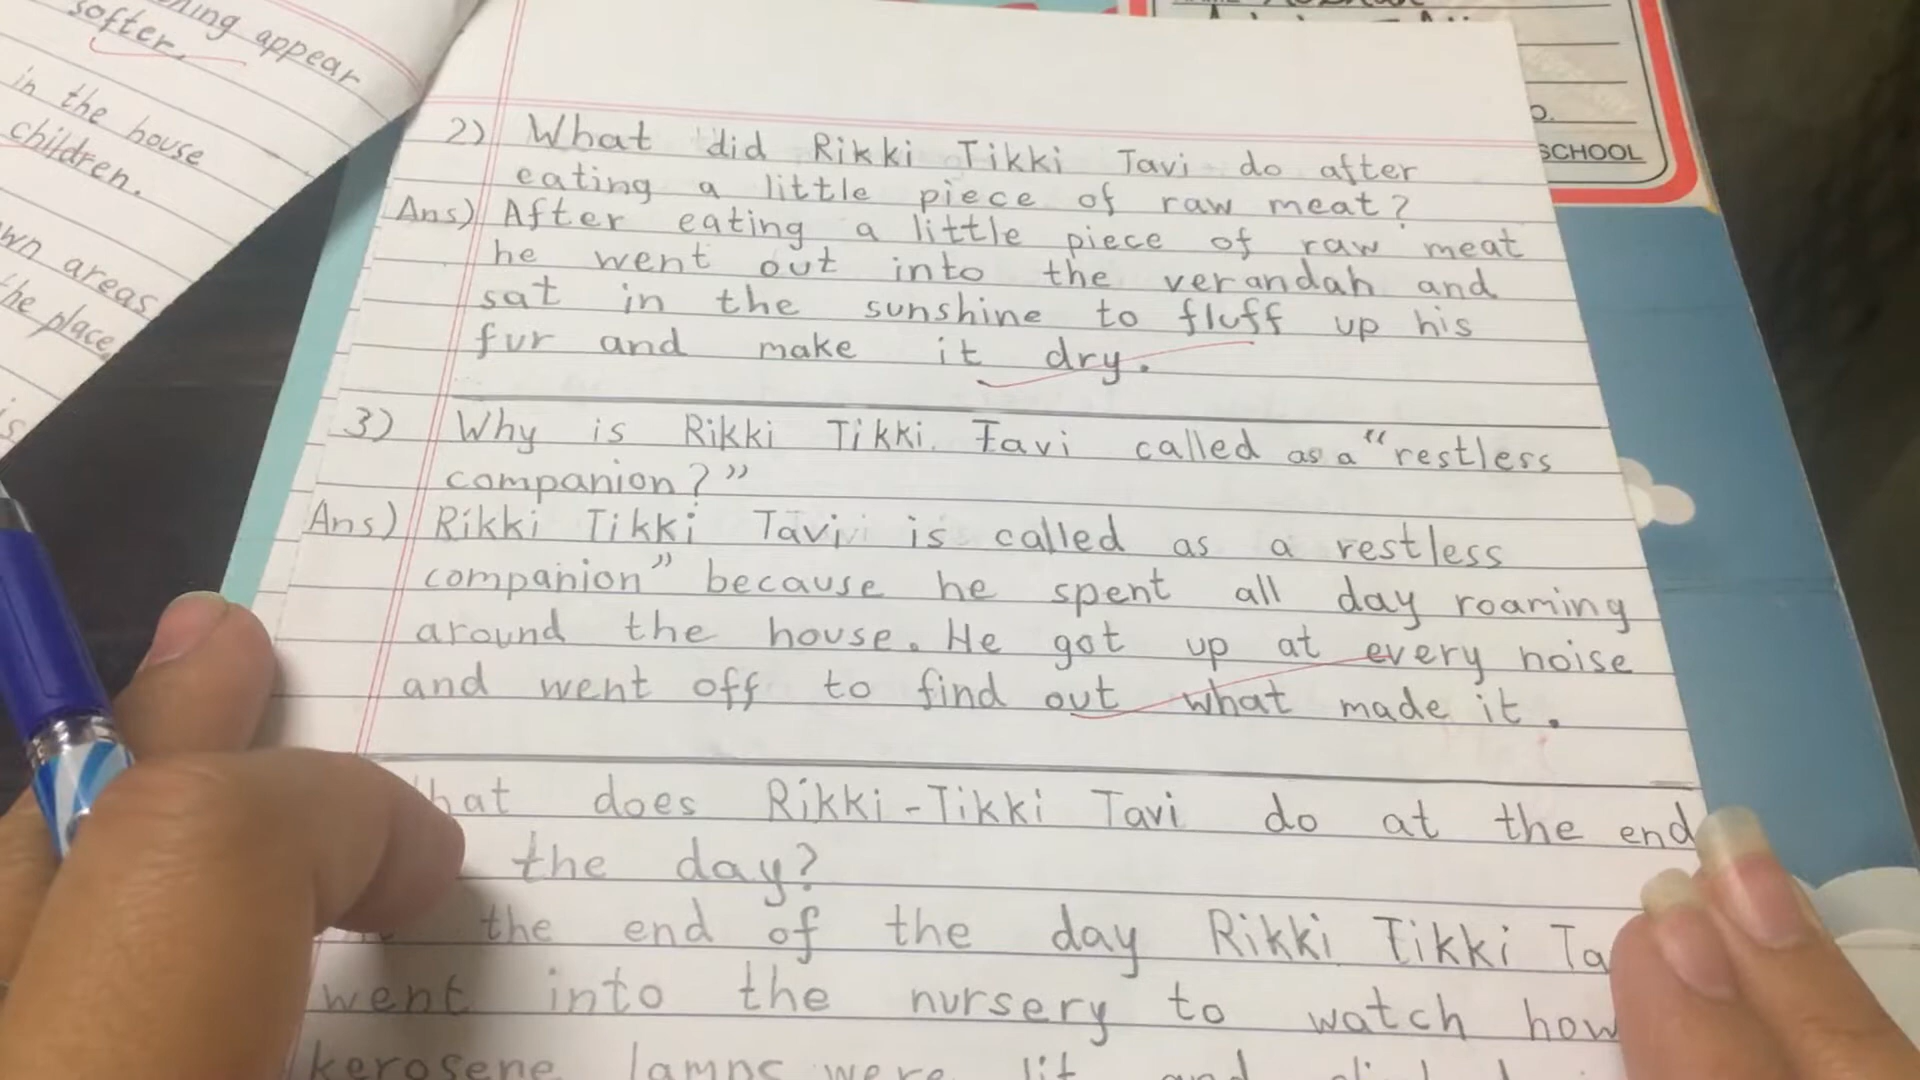 softer.
appear
in the house
children.
areas
the place
SCHOOL
2) What did Rikki Tikki Tavi do after
eating a little piece of raw meat?
Ans) After eating a little piece of raw meat
he went out into the verandah and
sat in the sunshine to fluff up his
fur and make it dry.
3) Why is Rikki Tikki Tavi called as a "restless
companion?"
Ans) Rikki Tikki Tavi is called as a restless
companion" because he spent all day roaming
around the house. He got up at every noise
and went off to find out what made it.
does Rikki-Tikki Tavi do at the end
the day?
the end of the day Rikki Tikki Ta
went into the nursery to watch how
kerosene lamps were lit and